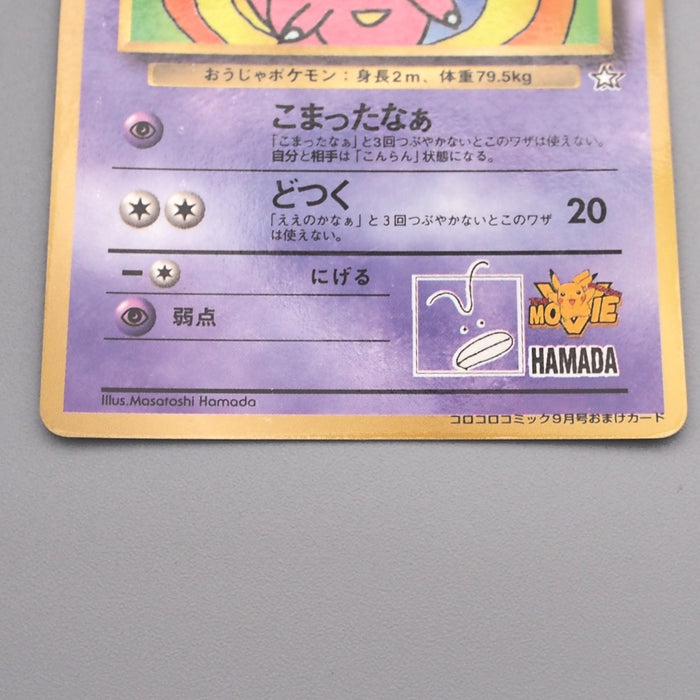 おうじゃポケモン：身長2m、体重79.5kg
こまったなぁ
「こまったなぁ」と3回つぶやかないとこのワザは使えない。
自分と相手は「こんらん」状態になる。
どつく
20
「ええのかなぁ」と3回つぶやかないとこのワザ
は使えない。
にげる
弱点
MOVIE
HAMADA
Illus.Masatoshi Hamada
コロコロコミック9月号おまけカード